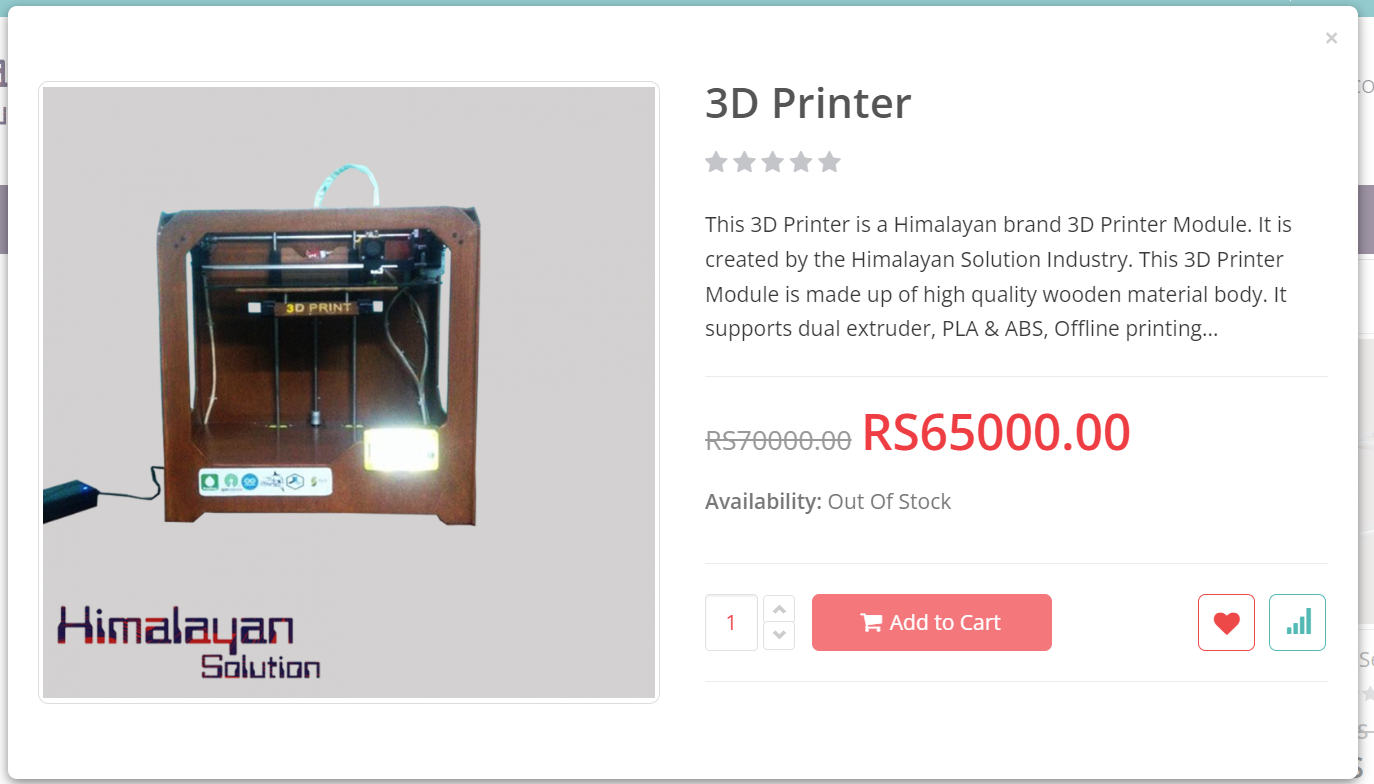 ×
3D Printer
This 3D Printer is a Himalayan brand 3D Printer Module. It is
created by the Himalayan Solution Industry. This 3D Printer
Module is made up of high quality wooden material body. It
supports dual extruder, PLA & ABS, Offline printing...
RS70000.00 RS65000.00
Availability: Out Of Stock
1
Add to Cart
3D PRINT
Himalayan
Solution